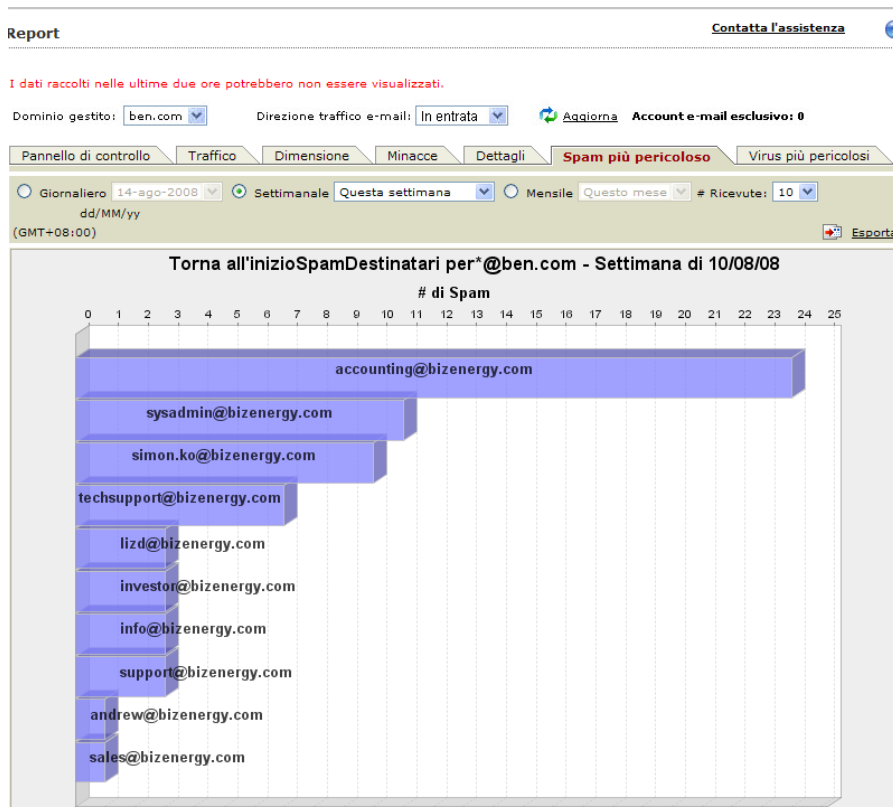 Report
Contatta l'assistenza
I dati raccolti nelle ultime due ore potrebbero non essere visualizzati.
Dominio gestito: ben.com Direzione traffico e-mail: In entrata Aggiorna Account e-mail esclusivo: 0
Pannello di controllo Traffico Dimensione Minacce Dettagli Spam più pericoloso Virus più pericolosi
Giornaliero 14-ago-2008 Settimanale Questa settimana Mensile Questo mese # Ricevute: 10
dd/MM/yy
(GMT+08:00) Esporta
Torna all'inizioSpamDestinatari per*@ben.com - Settimana di 10/08/08
# di Spam
0 1 2 3 4 5 6 7 8 9 10 11 12 13 14 15 16 17 18 19 20 21 22 23 24 25
accounting@bizenergy.com
sysadmin@bizenergy.com
simon.ko@bizenergy.com
techsupport@bizenergy.com
lizd@bizenergy.com
investor@bizenergy.com
info@bizenergy.com
support@bizenergy.com
andrew@bizenergy.com
sales@bizenergy.com